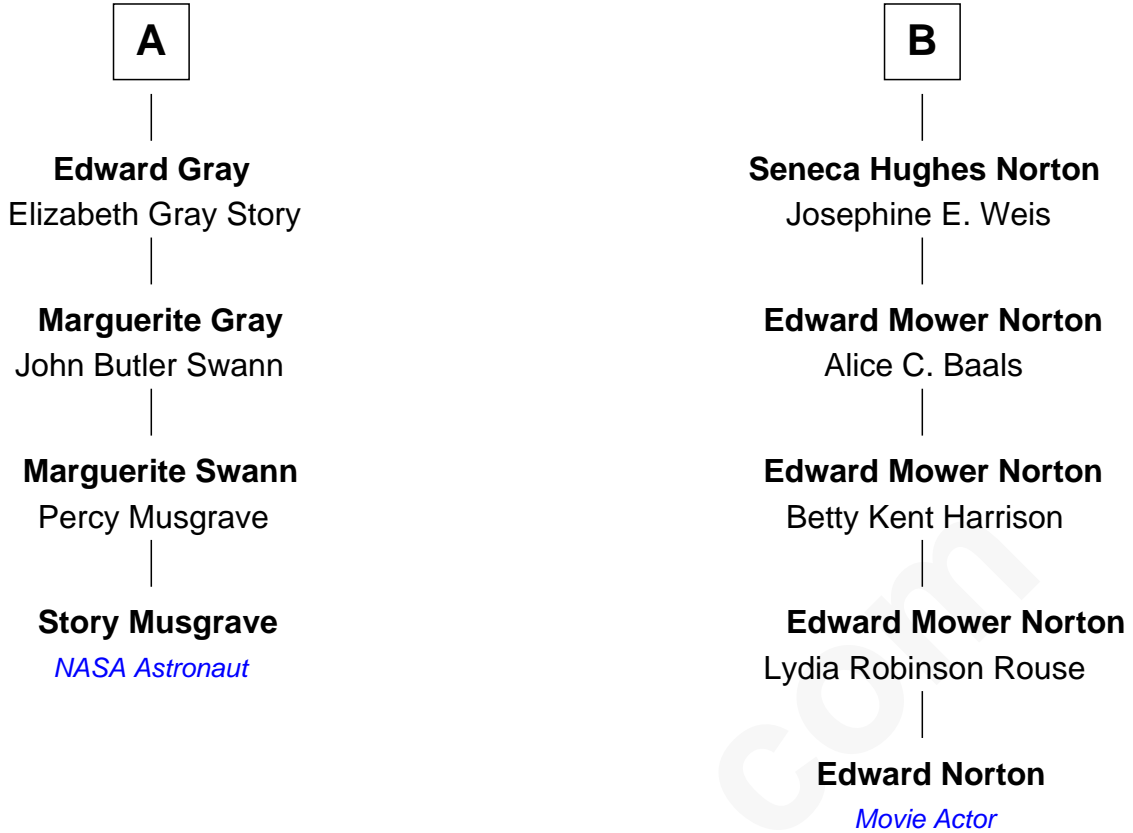 A
Edward Gray
Elizabeth Gray Story
Marguerite Gray
John Butler Swann
Marguerite Swann
Percy Musgrave
Story Musgrave
NASA Astronaut
B
Seneca Hughes Norton
Josephine E. Weis
Edward Mower Norton
Alice C. Baals
Edward Mower Norton
Betty Kent Harrison
Edward Mower Norton
Lydia Robinson Rouse
Edward Norton
Movie Actor
com